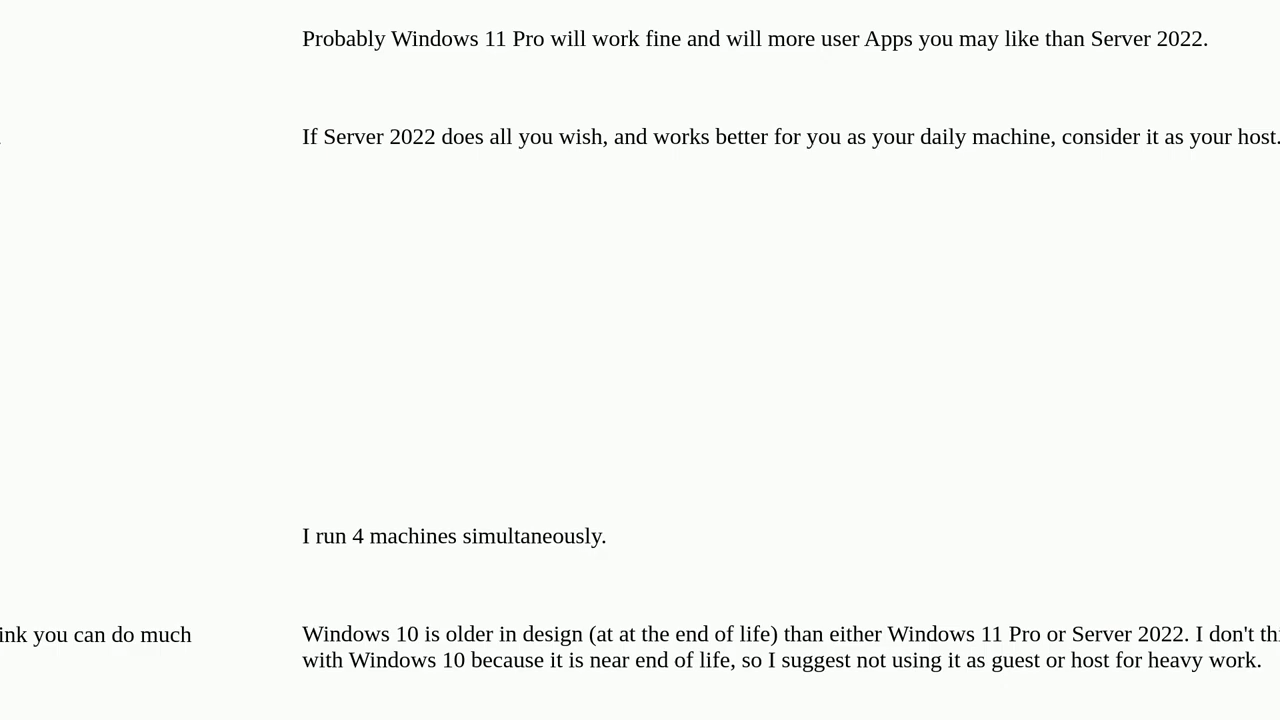 Probably Windows 11 Pro will work fine and will more user Apps you may like than Server 2022.
If Server 2022 does all you wish, and works better for you as your daily machine, consider it as your host.
I run 4 machines simultaneously.
ink you can do much
Windows 10 is older in design (at at the end of life) than either Windows 11 Pro or Server 2022. I don't thi
with Windows 10 because it is near end of life, so I suggest not using it as guest or host for heavy work.